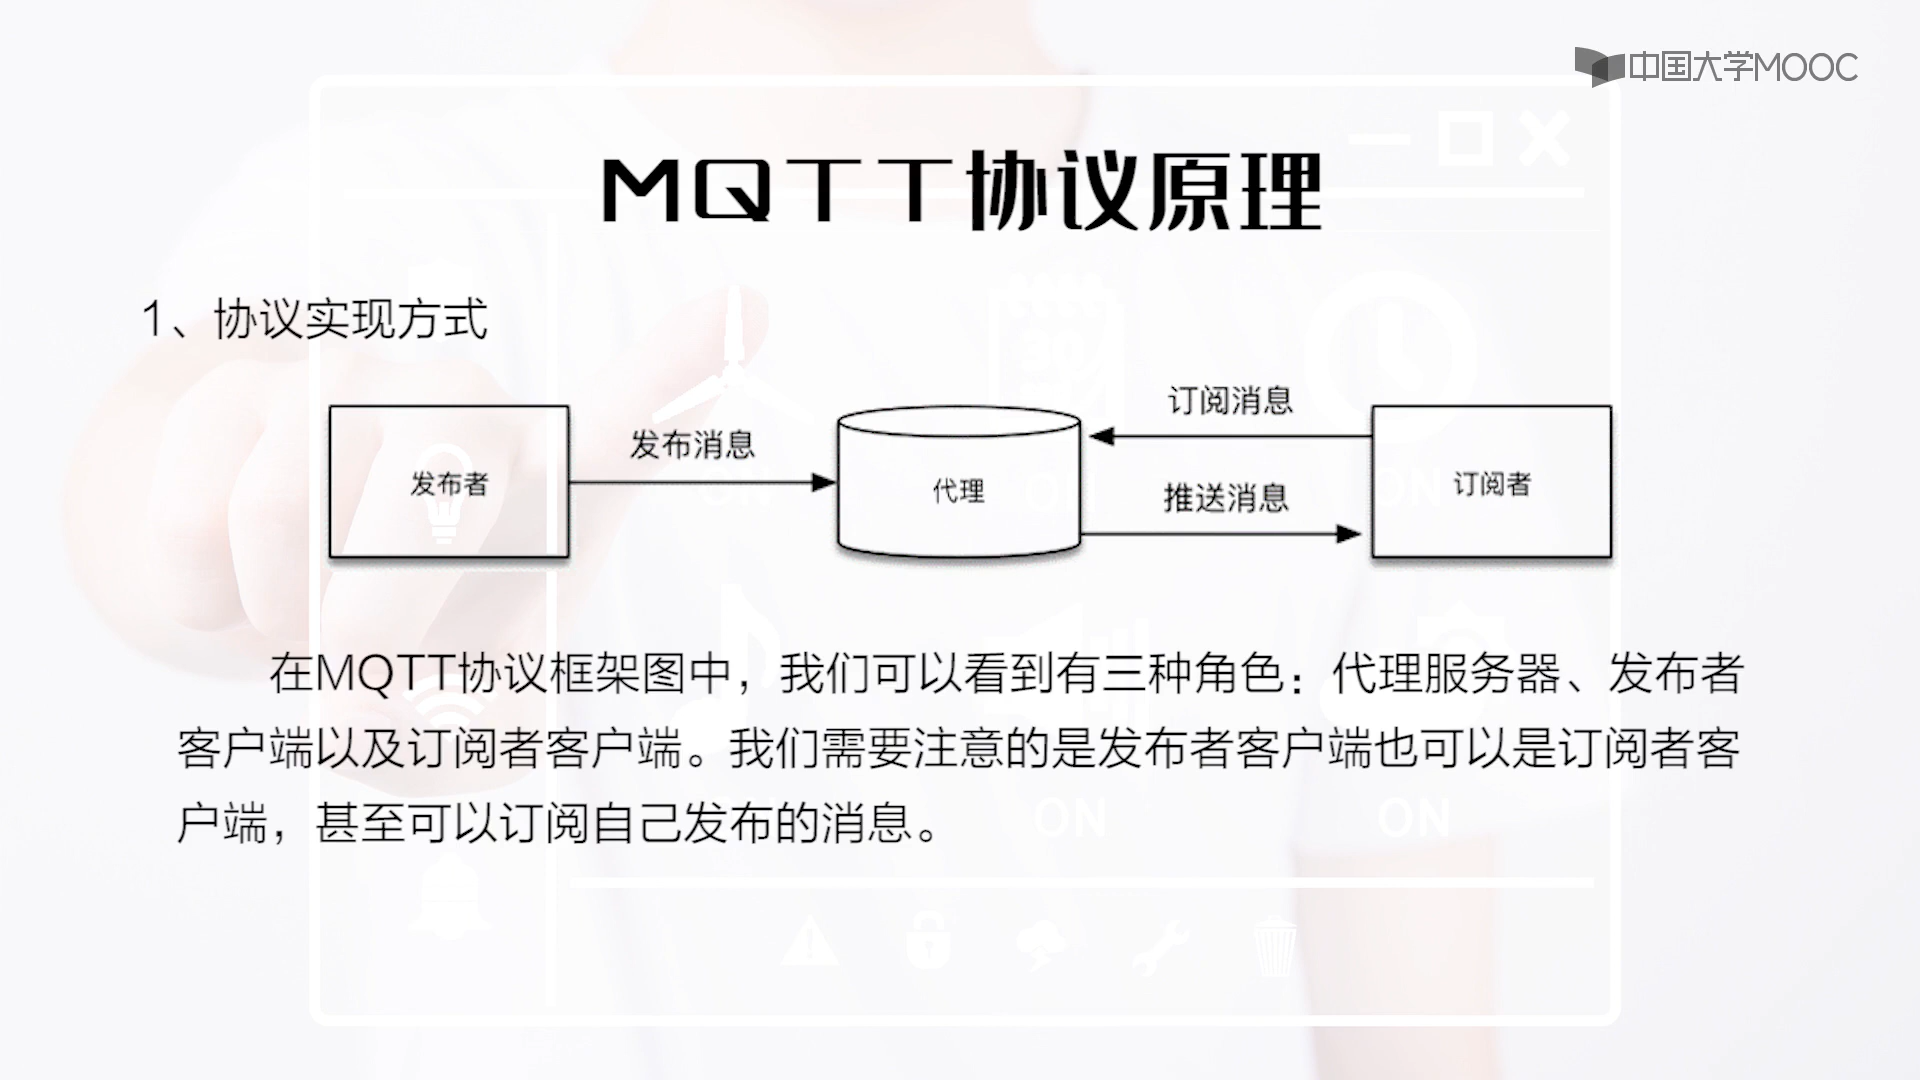 中国大学MOOC
MQTT协议原理
1、协议实现方式
订阅消息
发布消息
发布者
代理
推送消息
订阅者
在MQTT协议框架图中，我们可以看到有三种角色：代理服务器、发布者
客户端以及订阅者客户端。我们需要注意的是发布者客户端也可以是订阅者客
户端，甚至可以订阅自己发布的消息。
ON
ON
ON